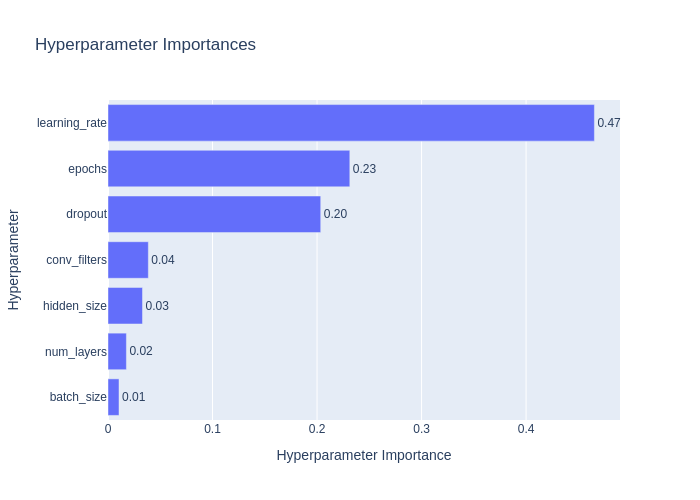 Hyperparameter Importances
Hyperparameter
learning_rate 0.47
epochs 0.23
dropout 0.20
conv_filters 0.04
hidden_size 0.03
num_layers 0.02
batch_size 0.01
0 0.1 0.2 0.3 0.4
Hyperparameter Importance